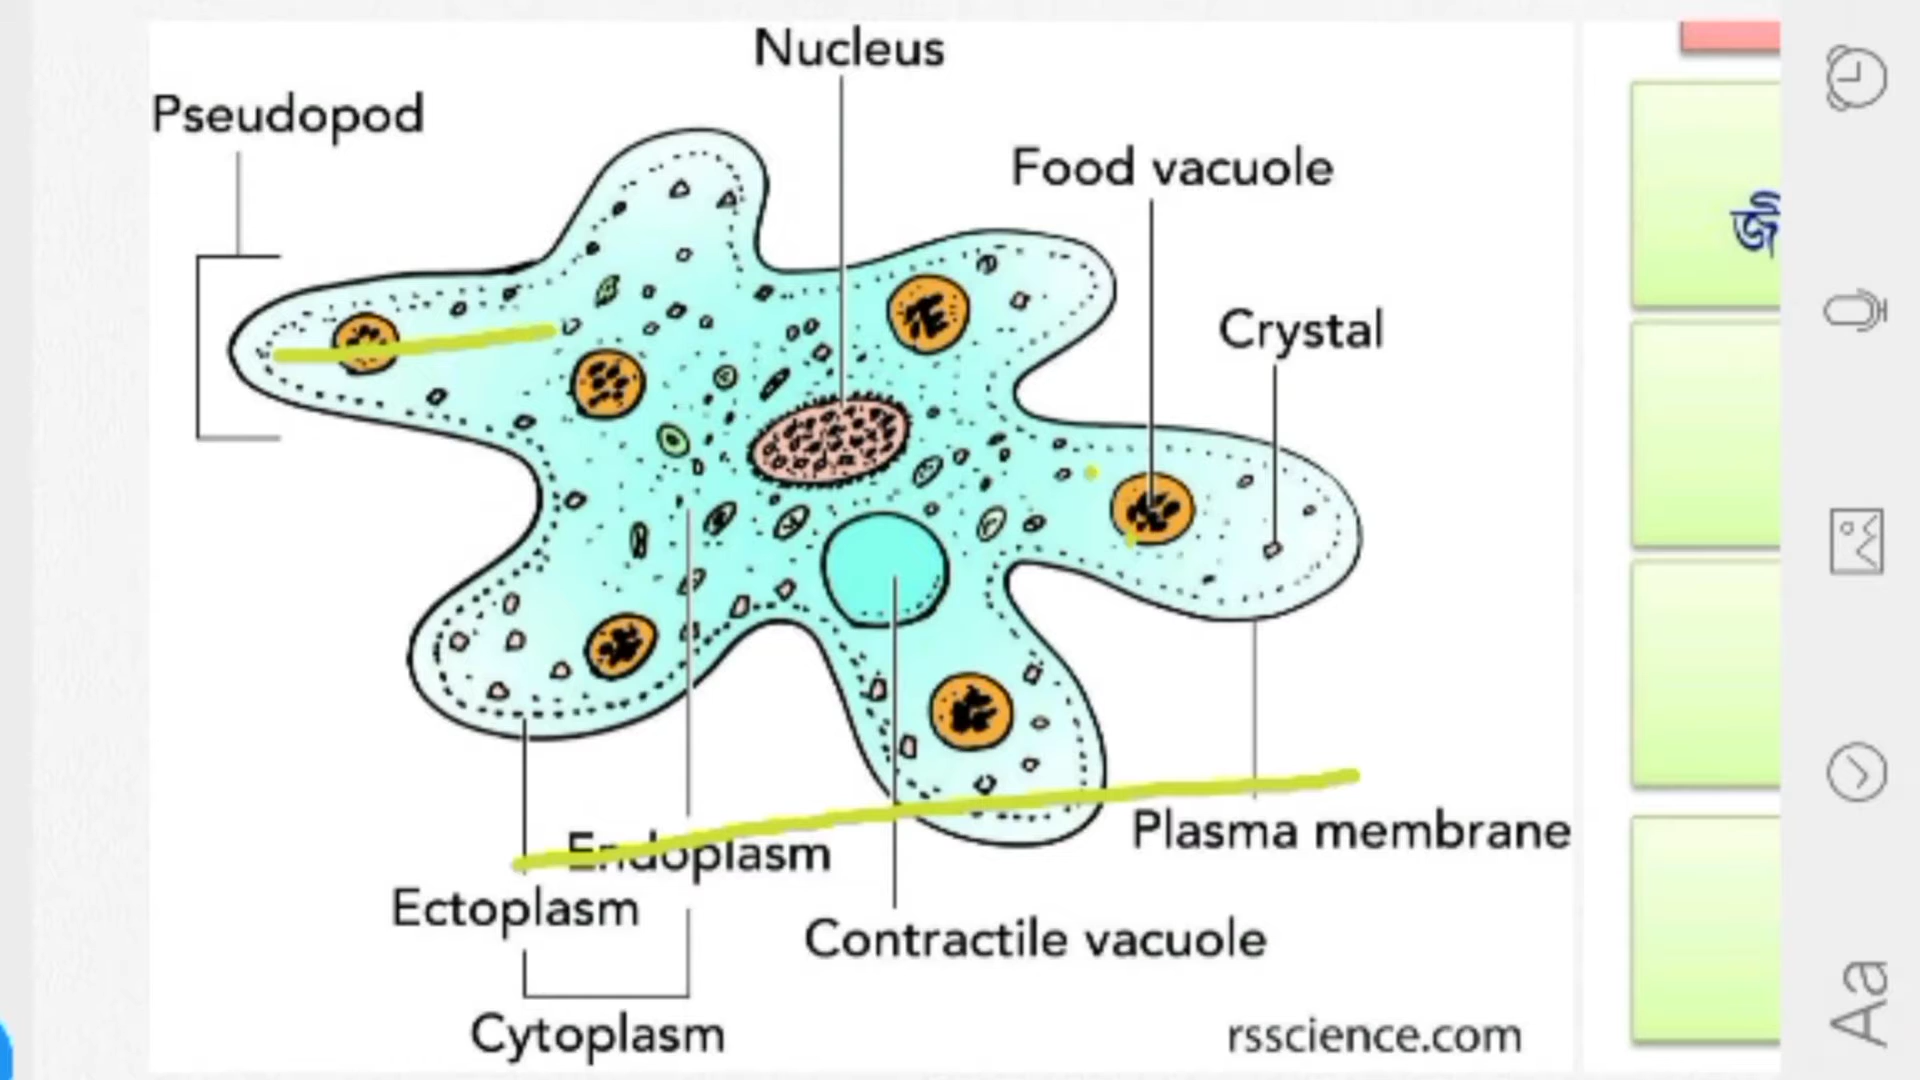 Nucleus
Pseudopod
Food vacuole
Crystal
Plasma membrane
Endoplasm
Ectoplasm
Contractile vacuole
Cytoplasm
rsscience.com
জী
Aa